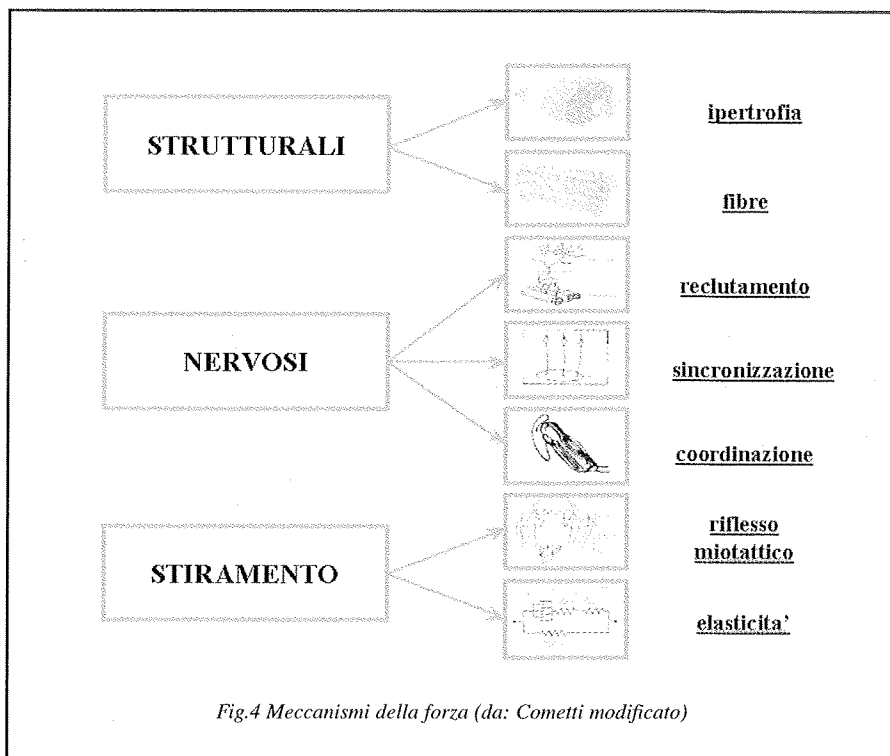 STRUTTURALI
ipertrofia
fibre
NERVOSI
reclutamento
sincronizzazione
coordinazione
STIRAMENTO
riflesso
miotattico
elasticita'
Fig.4 Meccanismi della forza (da: Cometti modificato)